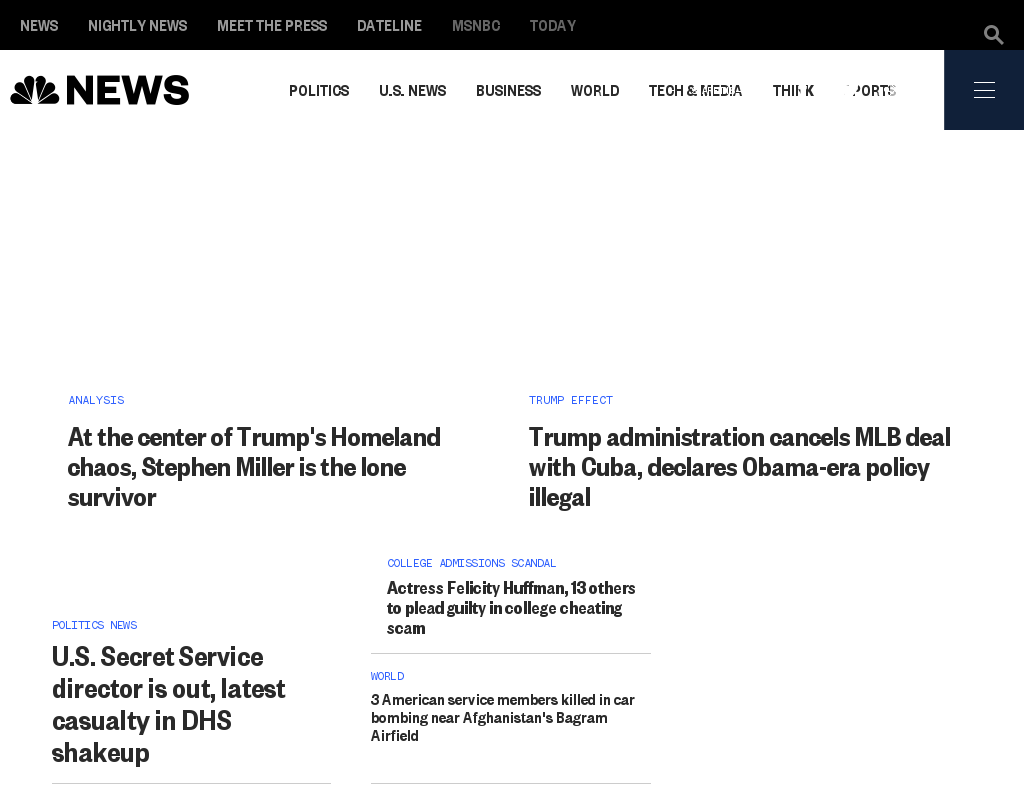 NEWS NIGHTLY NEWS MEET THE PRESS DATELINE MSNBC TODAY
NEWS POLITICS U.S. NEWS BUSINESS WORLD TECH & MEDIA THINK SPORTS
ANALYSIS
At the center of Trump's Homeland
chaos, Stephen Miller is the lone
survivor
TRUMP EFFECT
Trump administration cancels MLB deal
with Cuba, declares Obama-era policy
illegal
POLITICS NEWS
U.S. Secret Service
director is out, latest
casualty in DHS
shakeup
COLLEGE ADMISSIONS SCANDAL
Actress Felicity Huffman, 13 others
to plead guilty in college cheating
scam
WORLD
3 American service members killed in car
bombing near Afghanistan's Bagram
Airfield